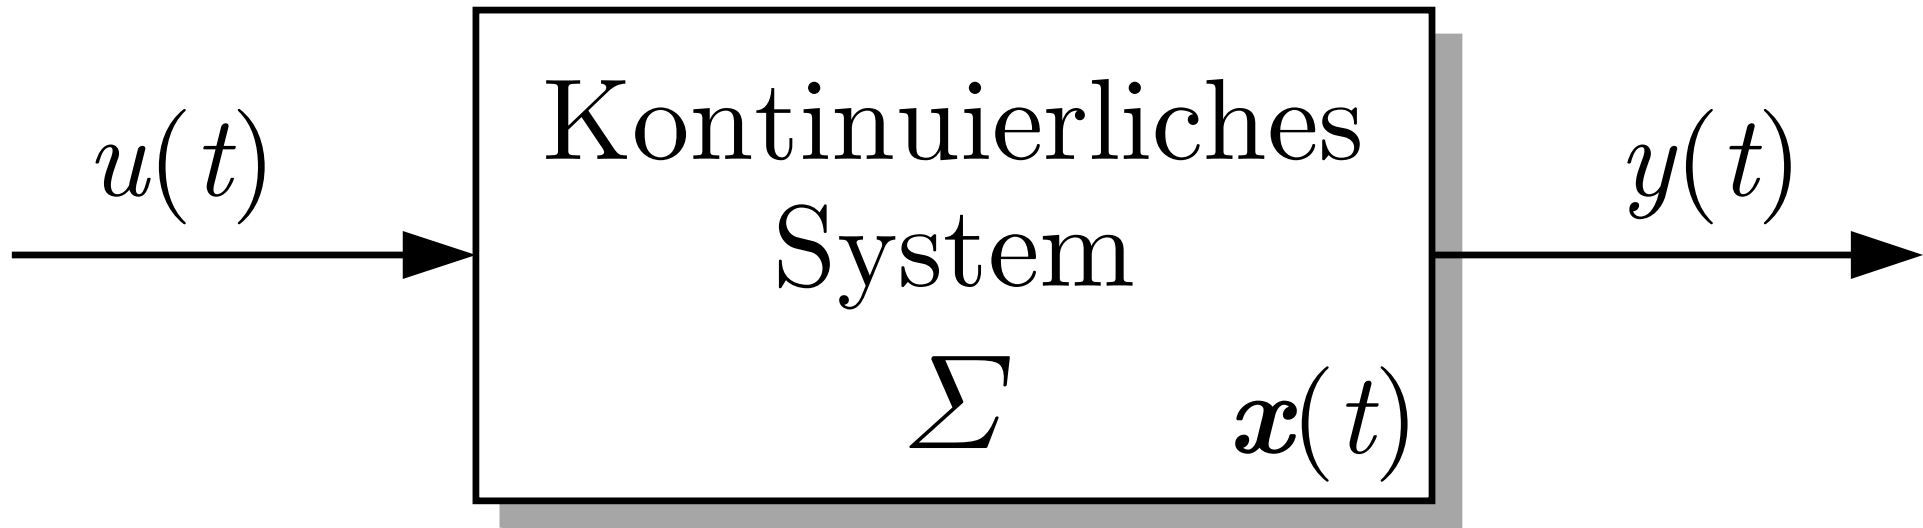 u(t)
Kontinuierliches
System
Σ
x(t)
y(t)